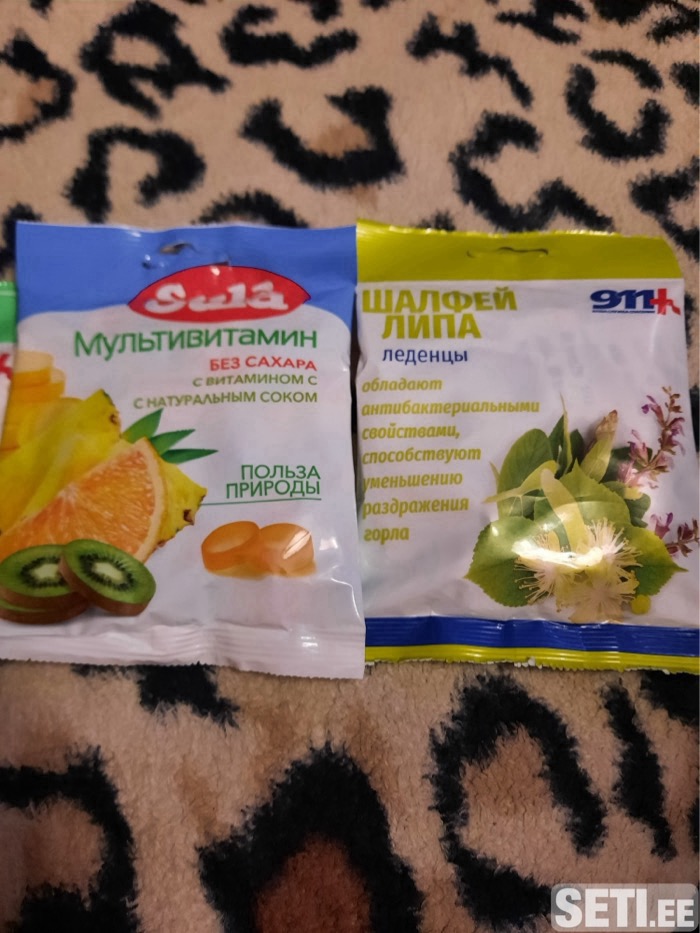 Sula
Мультивитамин
БЕЗ САХАРА
С ВИТАМИНОМ С
С НАТУРАЛЬНЫМ СОКОМ
ПОЛЬЗА
ПРИРОДЫ
ШАЛФЕЙ
ЛИПА
леденцы
911+
обладают
антибактериальными
свойствами,
способствуют
уменьшению
раздражения
горла
SETI.EE